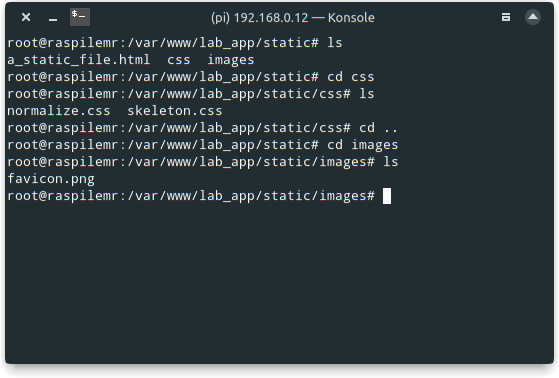 $_ (pi) 192.168.0.12 — Konsole
root@raspilemr:/var/www/lab_app/static# ls
a_static_file.html  css  images
root@raspilemr:/var/www/lab_app/static# cd css
root@raspilemr:/var/www/lab_app/static/css# ls
normalize.css  skeleton.css
root@raspilemr:/var/www/lab_app/static/css# cd ..
root@raspilemr:/var/www/lab_app/static# cd images
root@raspilemr:/var/www/lab_app/static/images# ls
favicon.png
root@raspilemr:/var/www/lab_app/static/images#